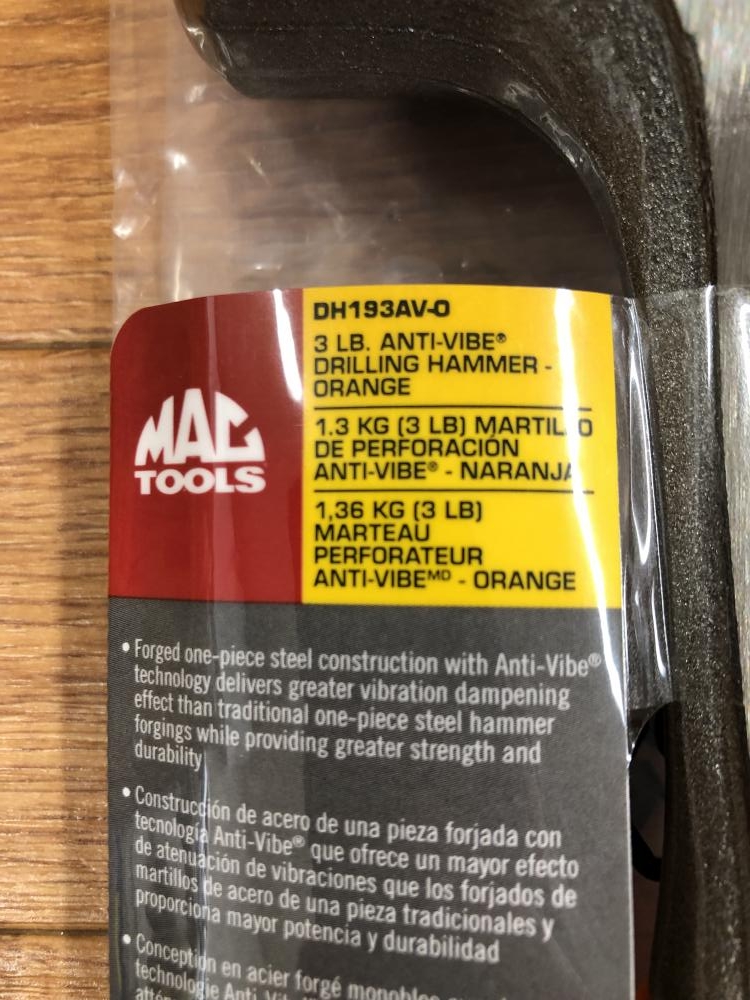 DH193AV-O
3 LB. ANTI-VIBE®
DRILLING HAMMER -
ORANGE
1.3 KG (3 LB) MARTILLO
DE PERFORACIÓN
ANTI-VIBE® - NARANJA
1,36 KG (3 LB)
MARTEAU
PERFORATEUR
ANTI-VIBEMD - ORANGE
MAC
TOOLS
• Forged one-piece steel construction with Anti-Vibe®
technology delivers greater vibration dampening
effect than traditional one-piece steel hammer
forgings while providing greater strength and
durability
• Construcción de acero de una pieza forjada con
tecnología Anti-Vibe® que ofrece un mayor efecto
de atenuación de vibraciones que los forjados de
martillos de acero de una pieza tradicionales y
proporciona mayor potencia y durabilidad
• Conception en acier forgé
technologie